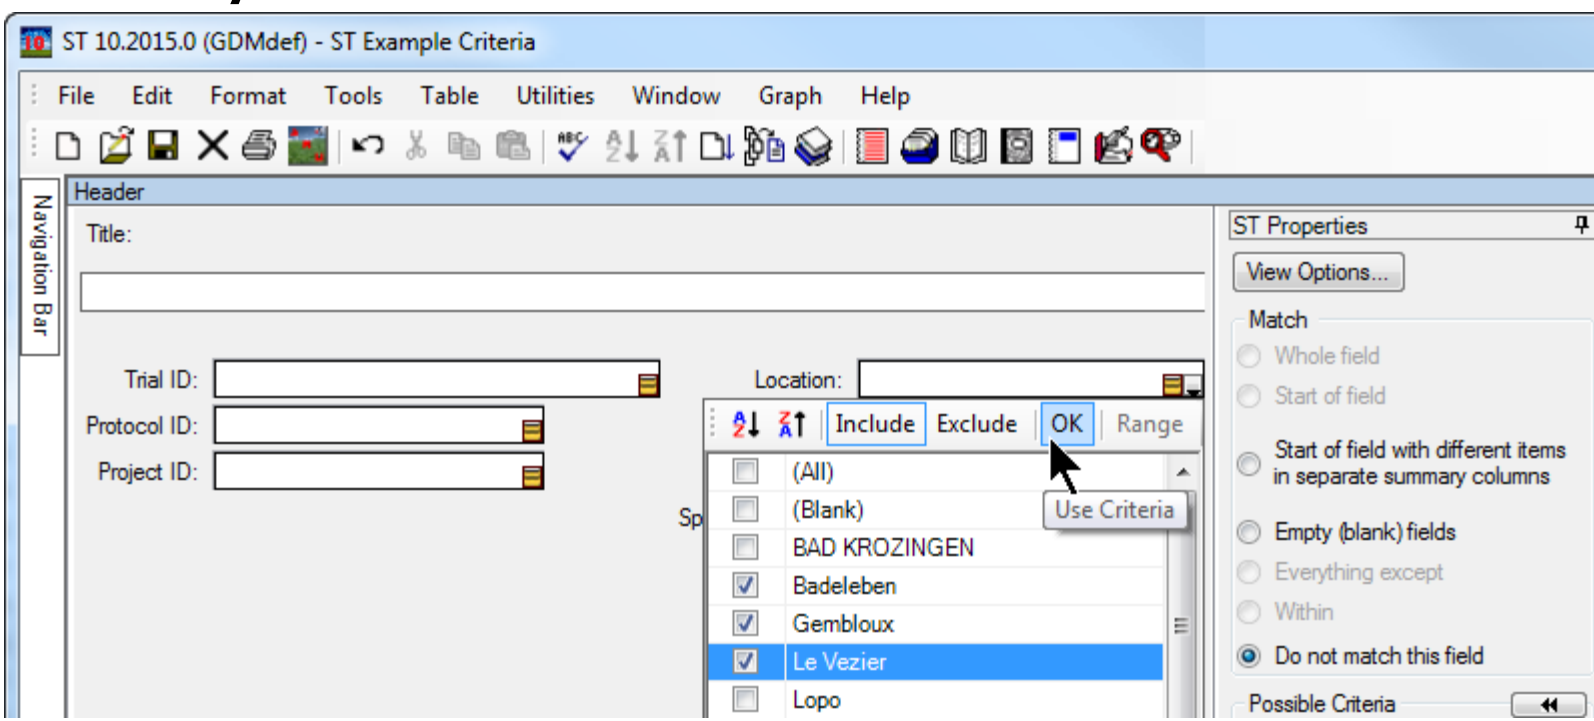 10 ST 10.2015.0 (GDMdef) - ST Example Criteria
File Edit Format Tools Table Utilities Window Graph Help
Header
Navigation Bar
Title:
ST Properties
View Options...
Match
Whole field
Start of field
Start of field with different items
in separate summary columns
Empty (blank) fields
Everything except
Within
Do not match this field
Possible Criteria
Trial ID:
Protocol ID:
Project ID:
Location:
Include Exclude OK Range
Use Criteria
Sp
(All)
(Blank)
BAD KROZINGEN
Badeleben
Gembloux
Le Vezier
Lopo